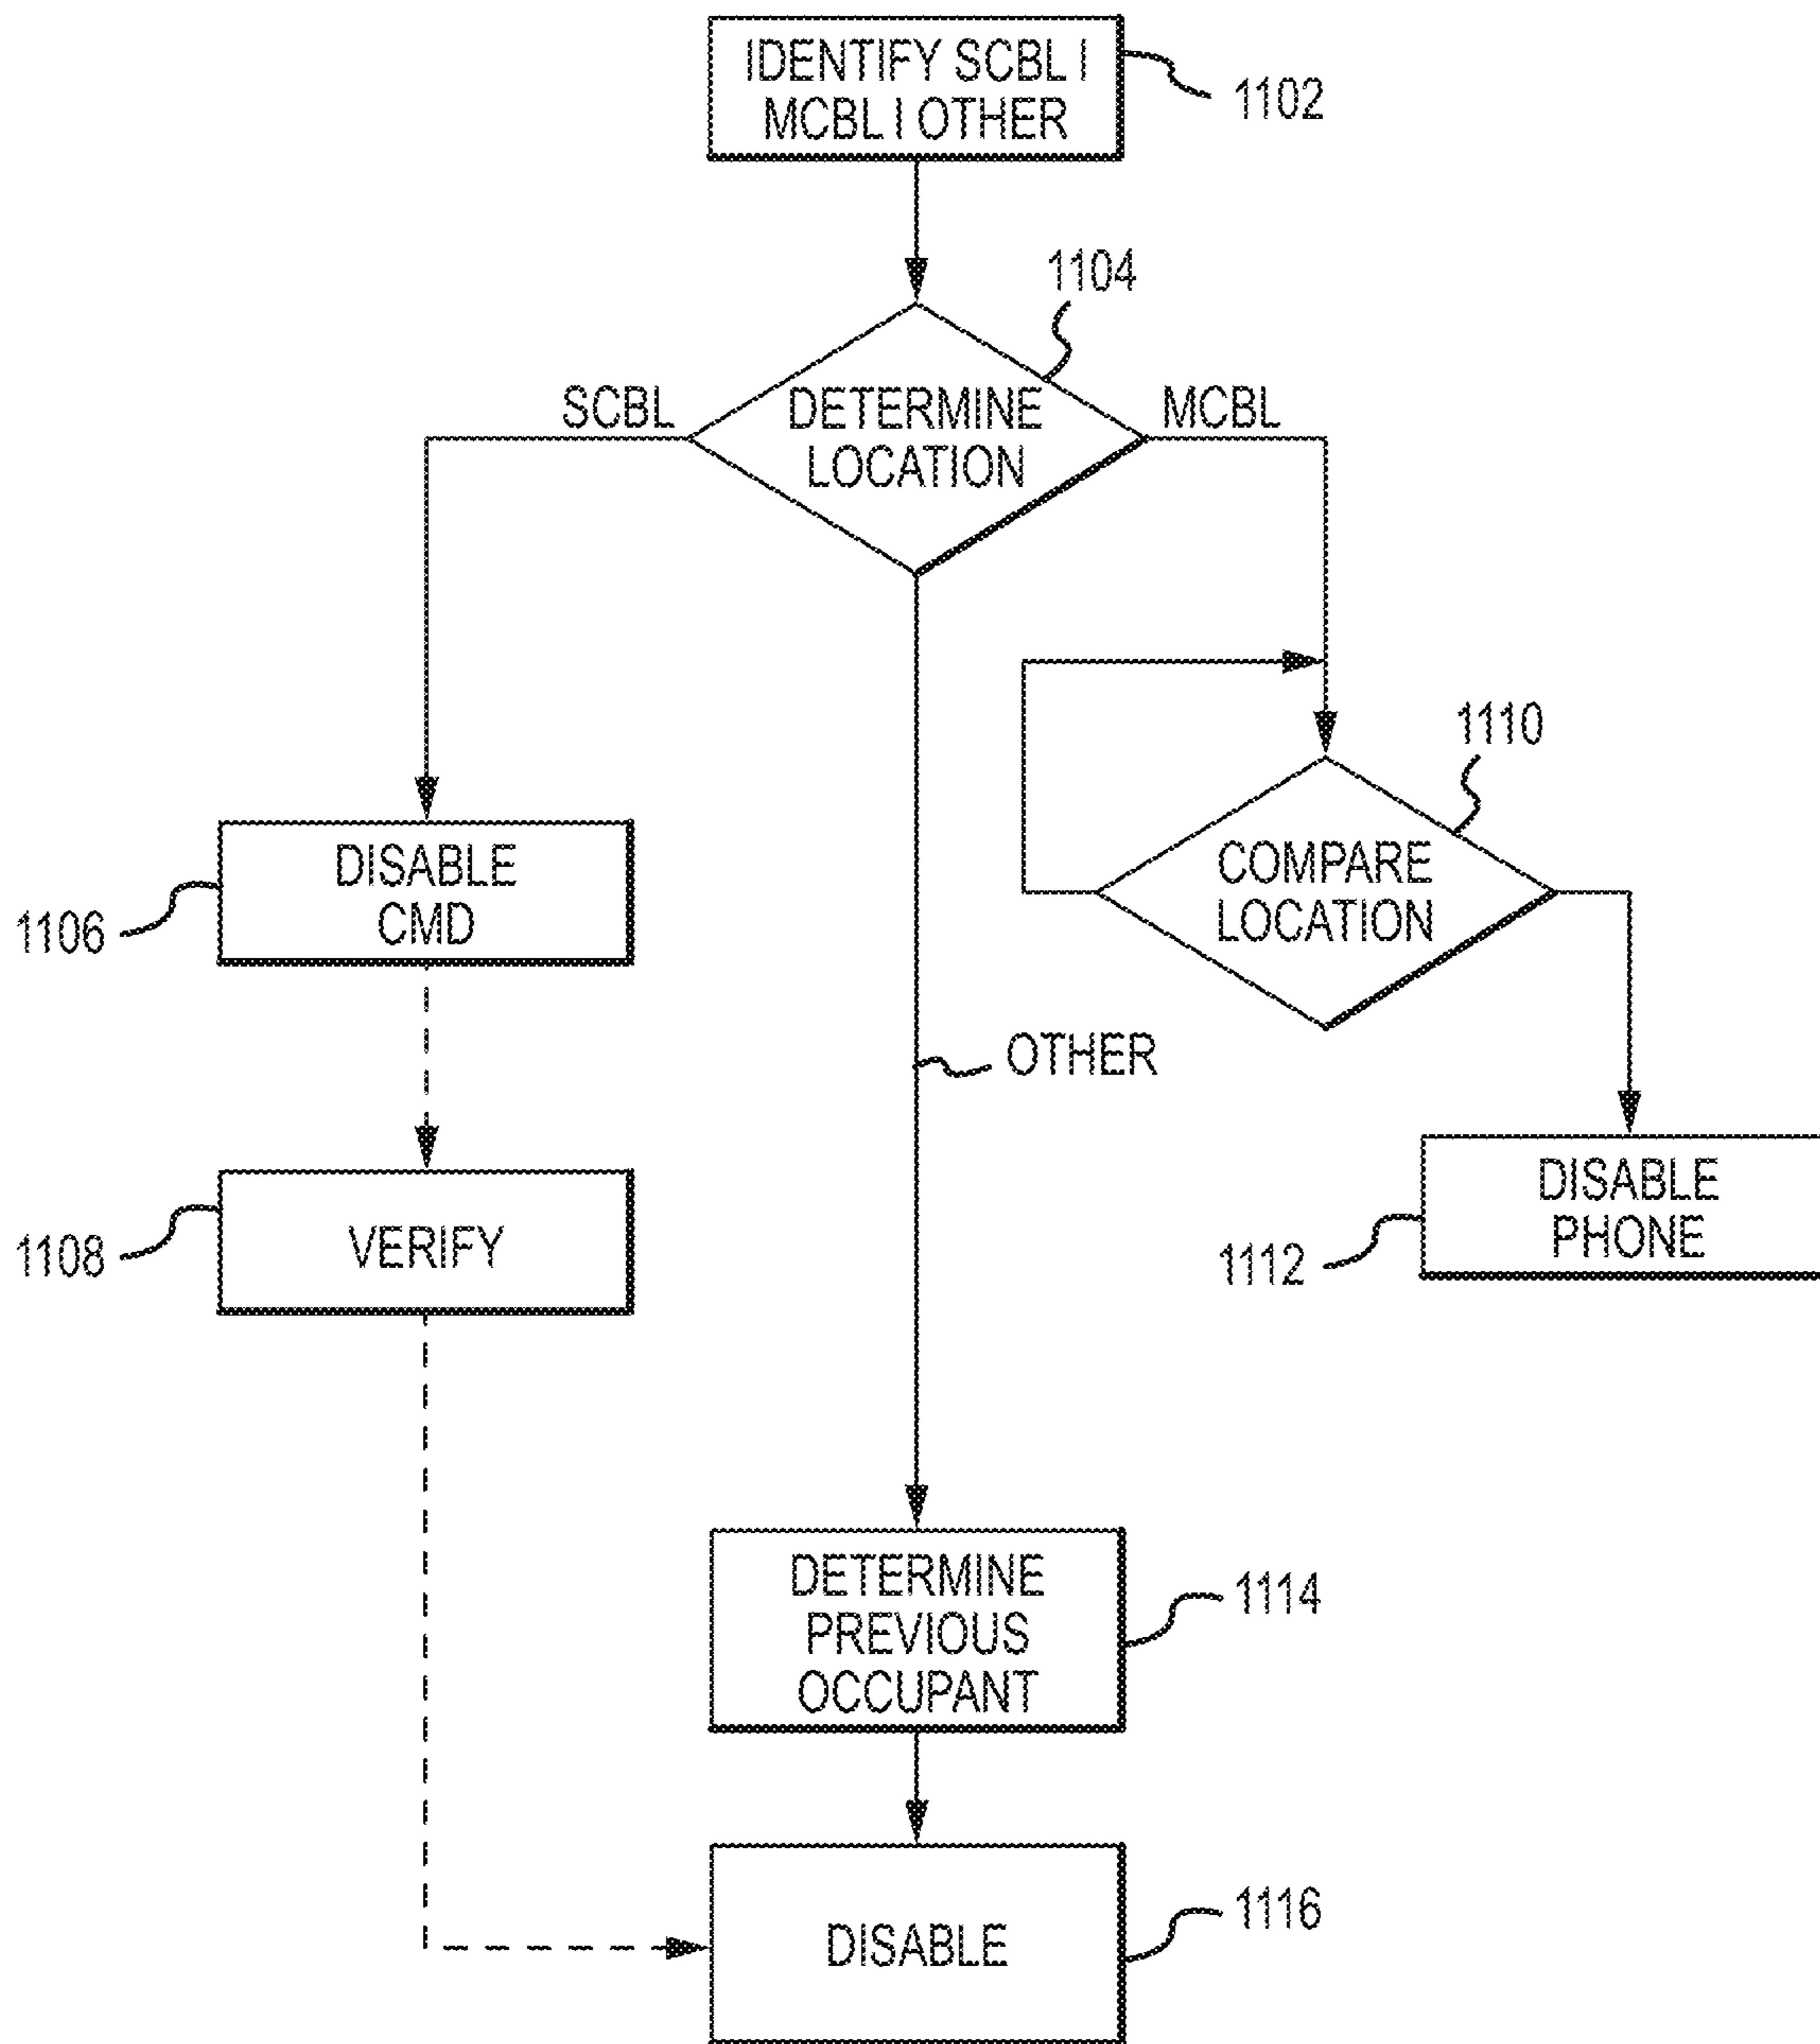 IDENTIFY SCBL I
MCBL I OTHER
1102
1104
SCBL
DETERMINE
LOCATION
MCBL
1110
COMPARE
LOCATION
DISABLE
CMD
1106
OTHER
DISABLE
PHONE
1112
VERIFY
1108
DETERMINE
PREVIOUS
OCCUPANT
1114
DISABLE
1116